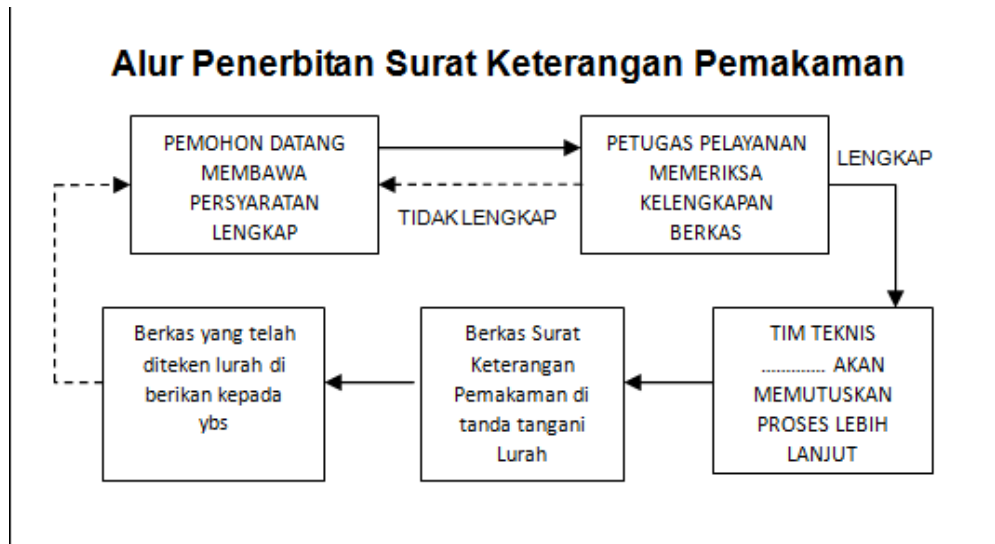 Alur Penerbitan Surat Keterangan Pemakaman
PEMOHON DATANG
MEMBAWA
PERSYARATAN
LENGKAP
TIDAK LENGKAP
PETUGAS PELAYANAN
MEMERIKSA
KELENGKAPAN
BERKAS
LENGKAP
TIM TEKNIS
.............. AKAN
MEMUTUSKAN
PROSES LEBIH
LANJUT
Berkas Surat
Keterangan
Pemakaman di
tanda tangani
Lurah
Berkas yang telah
diteken lurah di
berikan kepada
ybs